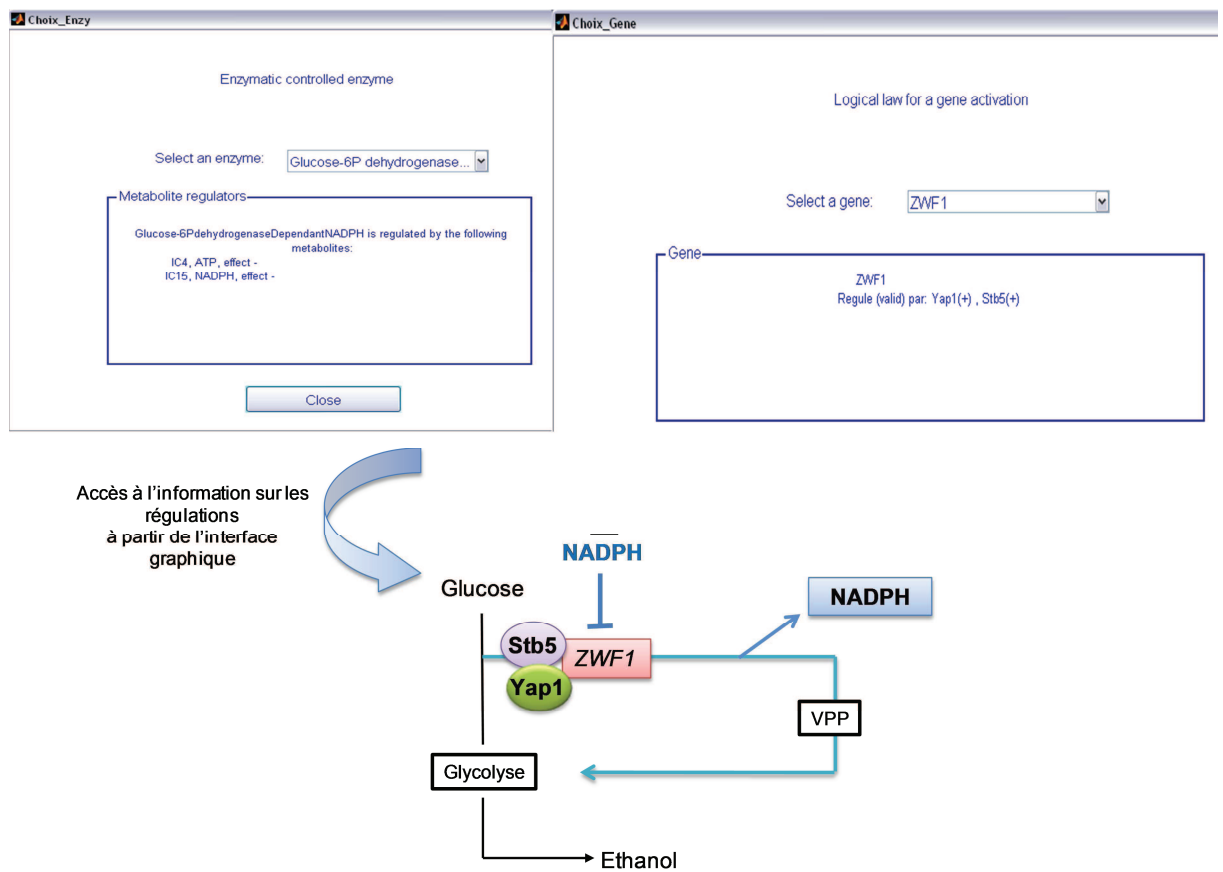 Choix_Enzy
Enzymatic controlled enzyme
Select an enzyme:
Glucose-6P dehydrogenase...
Metabolite regulators
Glucose-6PdehydrogenaseDependantNADPH is regulated by the following
metabolites:
IC4, ATP, effect -
IC15, NADPH, effect -
Close
Choix_Gene
Logical law for a gene activation
Select a gene:
ZWF1
Gene
ZWF1
Regule (valid) par: Yap1(+) , Stb5(+)
Accès à l'information sur les
régulations
à partir de l'interface
graphique
NADPH
Glucose
NADPH
Stb5
ZWF1
Yap1
VPP
Glycolyse
Ethanol